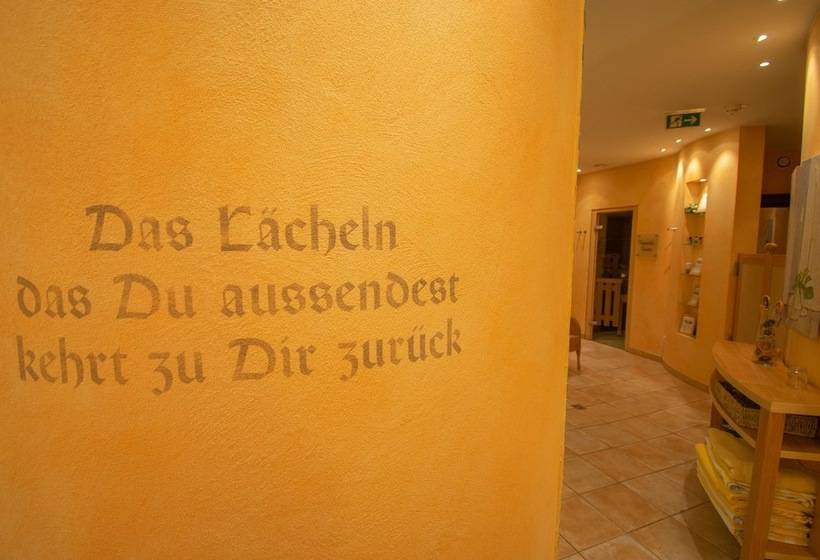 Das Lächeln
das Du aussendest
kehrt zu Dir zurück